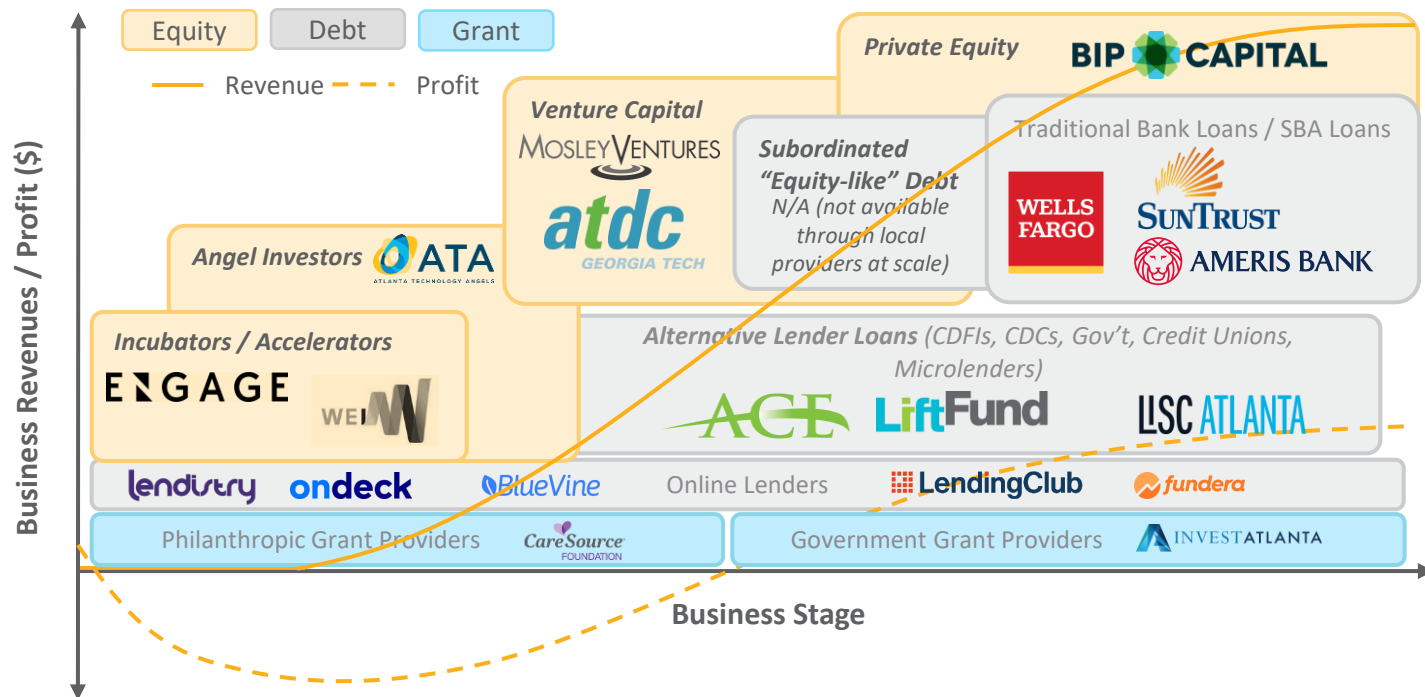 Equity
Debt
Grant
Revenue
Profit
Business Revenues / Profit ($)
Private Equity
BIP CAPITAL
Venture Capital
MOSLEY VENTURES
atdc
GEORGIA TECH
Subordinated
“Equity-like” Debt
N/A (not available
through local
providers at scale)
Traditional Bank Loans / SBA Loans
WELLS
FARGO
SUNTRUST
AMERIS BANK
Angel Investors
ATA
ATLANTA TECHNOLOGY ANGELS
Incubators / Accelerators
ENGAGE
WEI
Alternative Lender Loans (CDFIs, CDCs, Gov’t, Credit Unions,
Microlenders)
ACE
LiftFund
LISC ATLANTA
lendistry
ondeck
BlueVine
Online Lenders
LendingClub
fundera
Philanthropic Grant Providers
CareSource
FOUNDATION
Government Grant Providers
INVEST ATLANTA
Business Stage